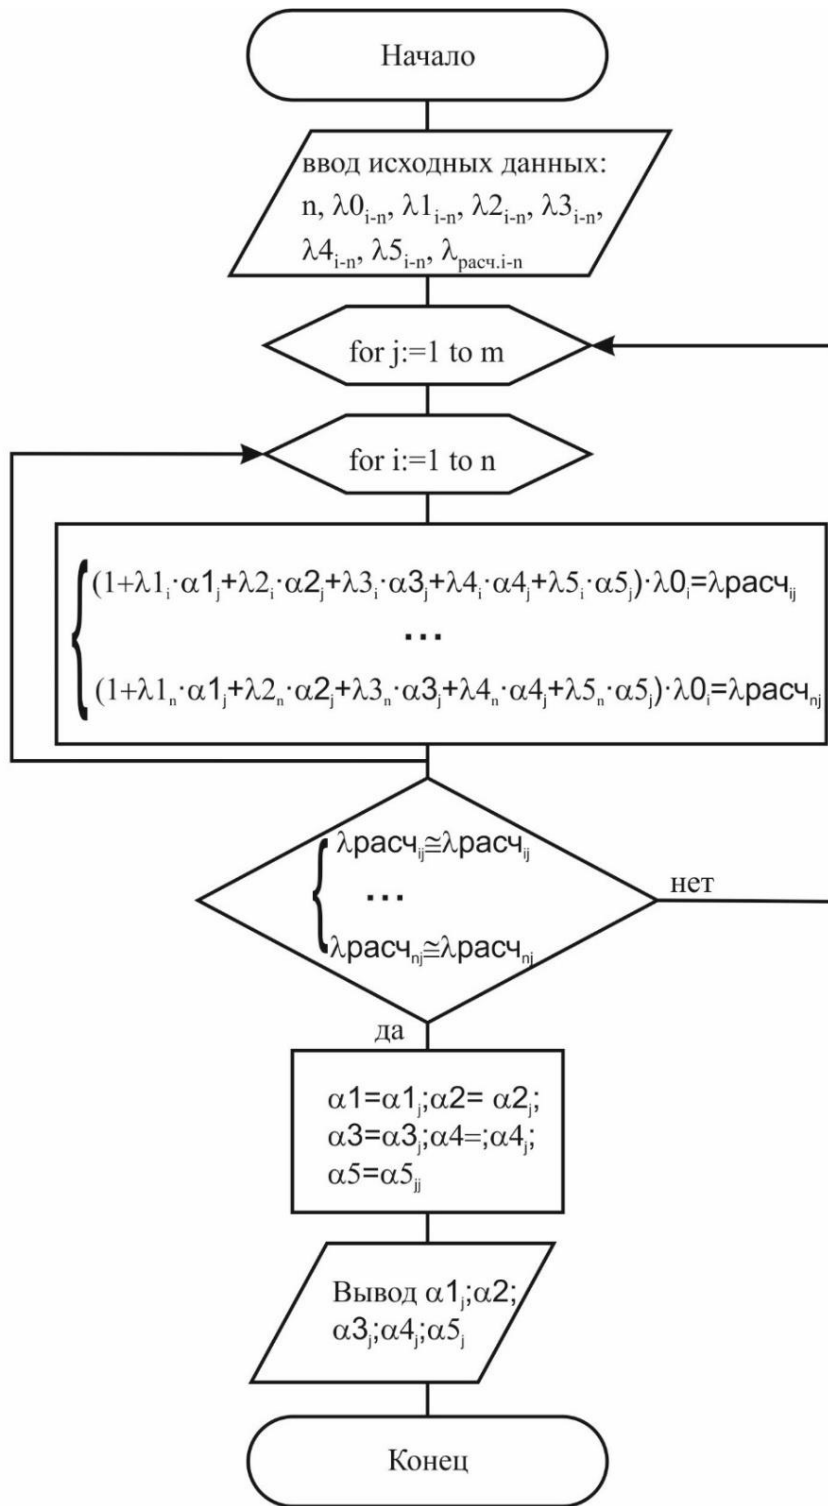 Начало
ввод исходных данных:
n, λ0i-n, λ1i-n, λ2i-n, λ3i-n,
λ4i-n, λ5i-n, λрасч.i-n
for j:=1 to m
for i:=1 to n
(1+λ1i·α1j+λ2i·α2j+λ3i·α3j+λ4i·α4j+λ5i·α5j)·λ0i=λрасчij
...
(1+λ1n·α1j+λ2n·α2j+λ3n·α3j+λ4n·α4j+λ5n·α5j)·λ0i=λрасчnj
λрасчij≅λрасчij
...
λрасчnj≅λрасчnj
нет
да
α1=α1j;α2= α2j;
α3=α3j;α4=;α4j;
α5=α5jj
Вывод α1j;α2;
α3j;α4j;α5j
Конец